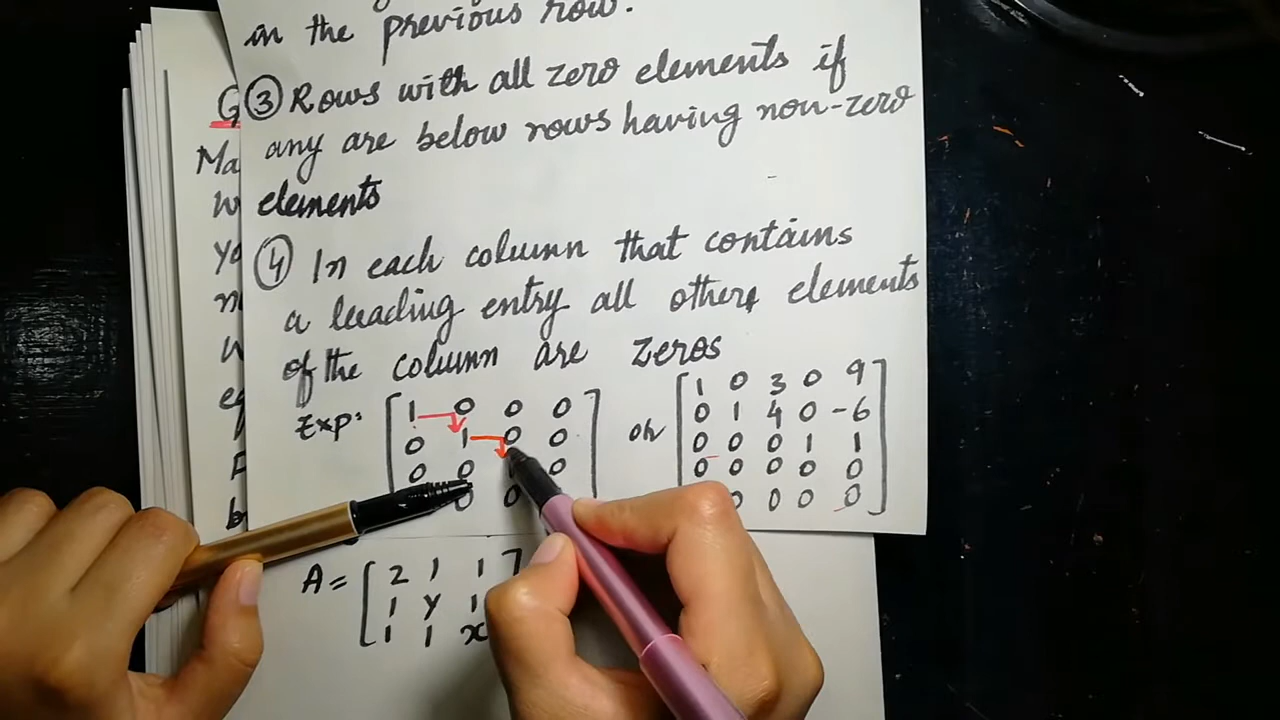 in the previous row.
③ Rows with all zero elements if
any are below rows having non-zero
elements
④ In each column that contains
a leading entry all other elements
of the column are zeros
Exp: 1 0 0 0 or 1 0 3 0 9
0 1 0 0 0 1 4 0 -6
0 0 0 0 0 0 1 1
0 0 0 0 0 0 0
0 0 0 0
G
Ma
W
yo
A = 2 1 1
1 y 1
1 1 x